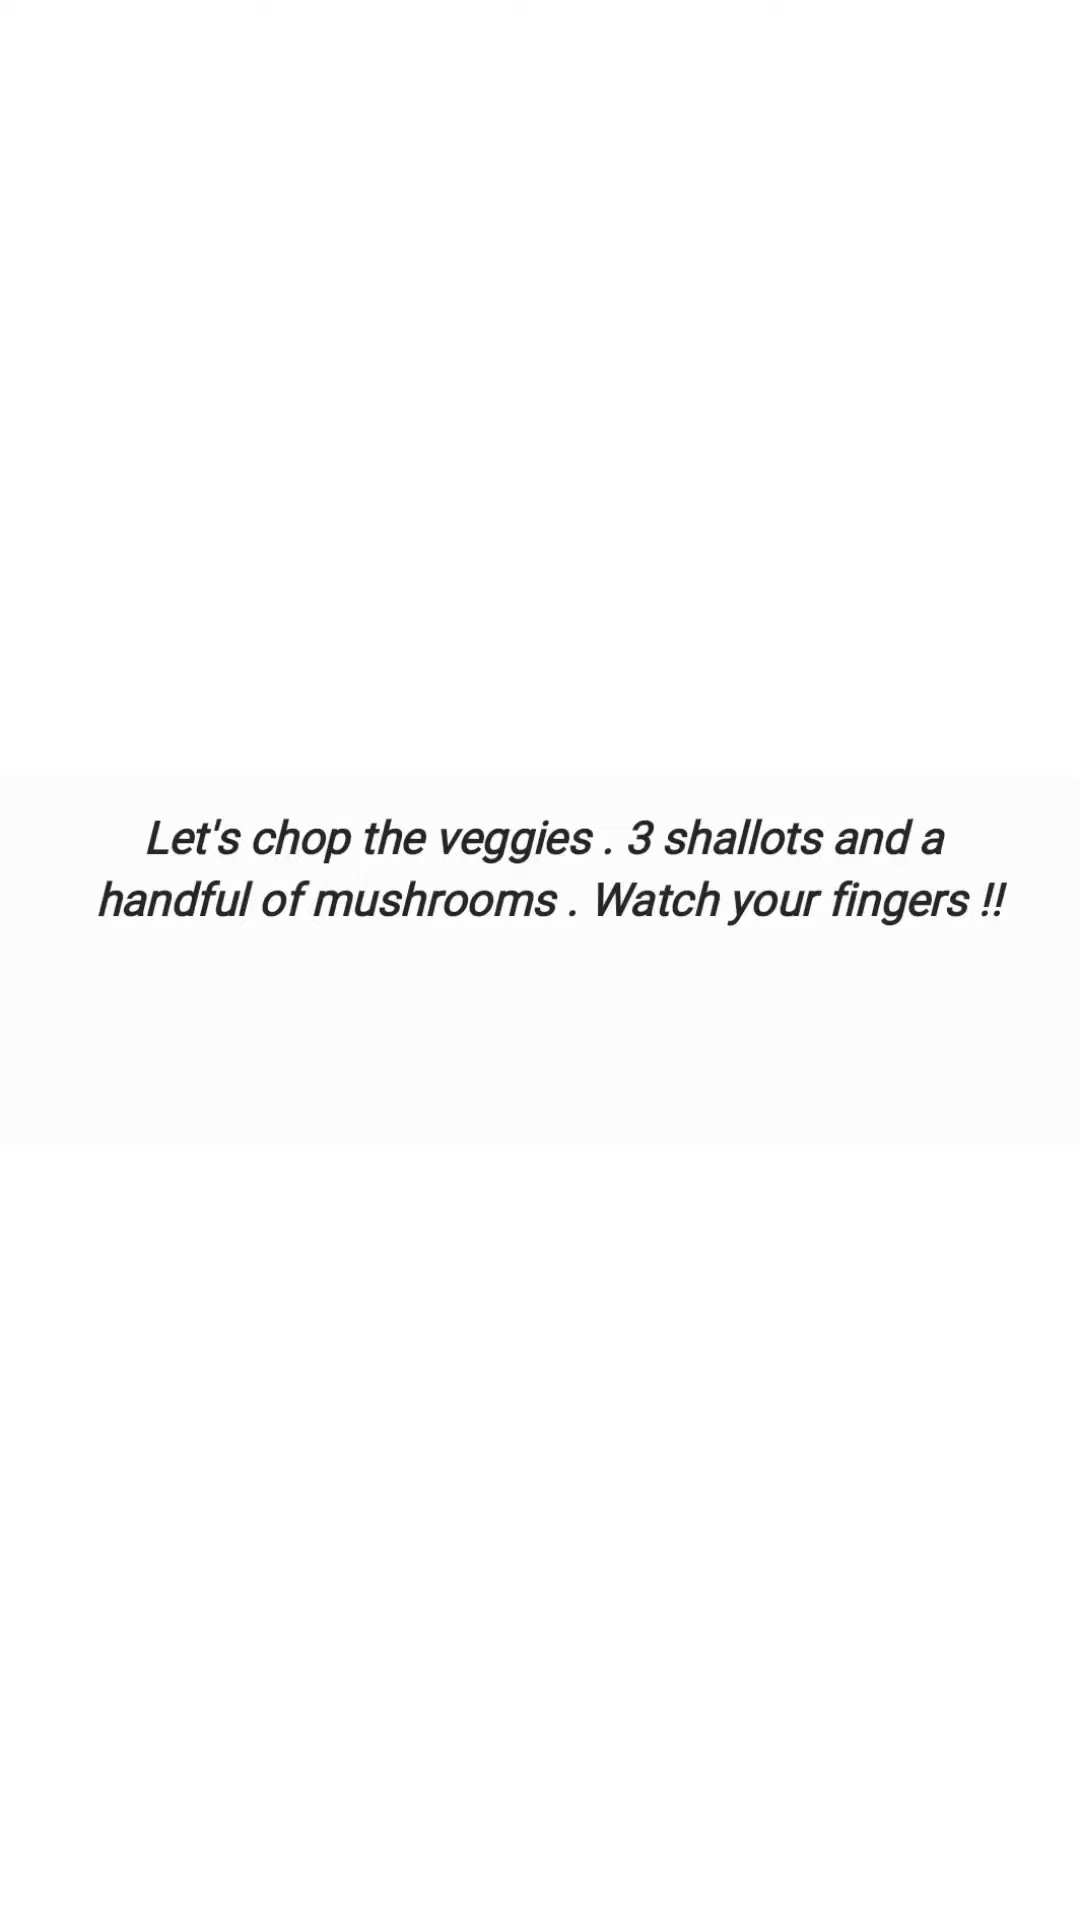 Let's chop the veggies . 3 shallots and a
handful of mushrooms . Watch your fingers !!